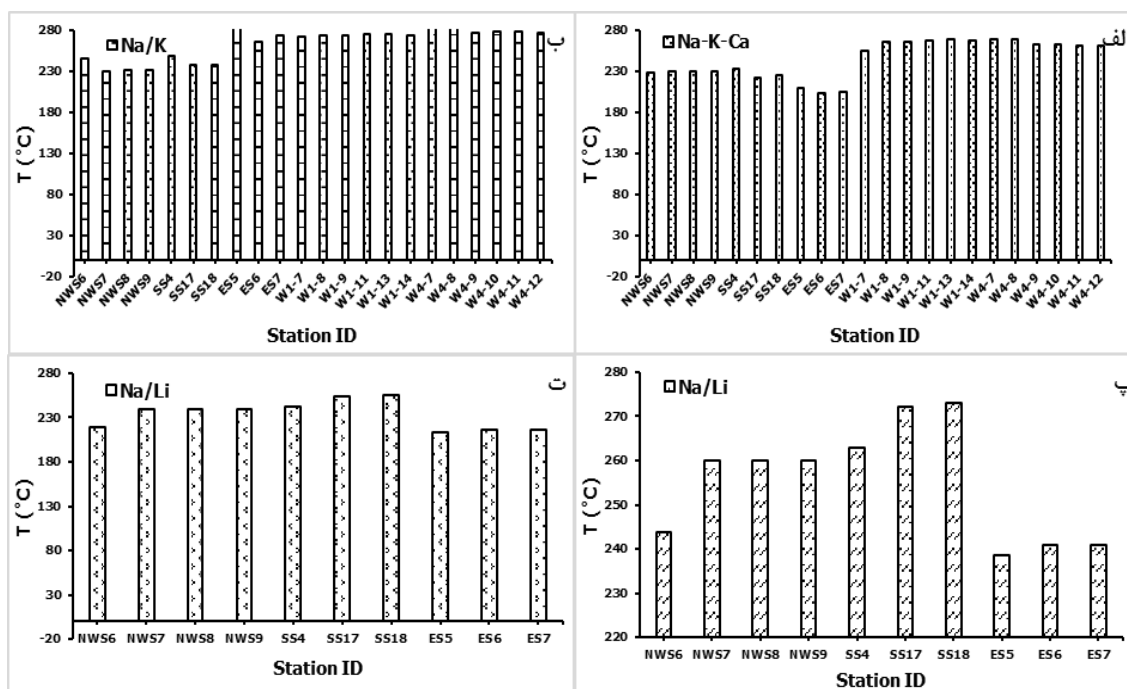 الف
Na-K-Ca
T (°C)
280
230
180
130
80
30
-20
NWS6
NWS7
NWS8
NWS9
SS4
SS17
SS18
ES5
ES6
ES7
W1-7
W1-8
W1-9
W1-11
W1-13
W1-14
W4-7
W4-8
W4-9
W4-10
W4-11
W4-12
Station ID
ب
Na/K
T (°C)
280
230
180
130
80
30
-20
NWS6
NWS7
NWS8
NWS9
SS4
SS17
SS18
ES5
ES6
ES7
W1-7
W1-8
W1-9
W1-11
W1-13
W1-14
W4-7
W4-8
W4-9
W4-10
W4-11
W4-12
Station ID
پ
Na/Li
T (°C)
280
270
260
250
240
230
220
NWS6 NWS7 NWS8 NWS9 SS4 SS17 SS18 ES5 ES6 ES7
Station ID
ت
Na/Li
T (°C)
280
230
180
130
80
30
-20
NWS6 NWS7 NWS8 NWS9 SS4 SS17 SS18 ES5 ES6 ES7
Station ID